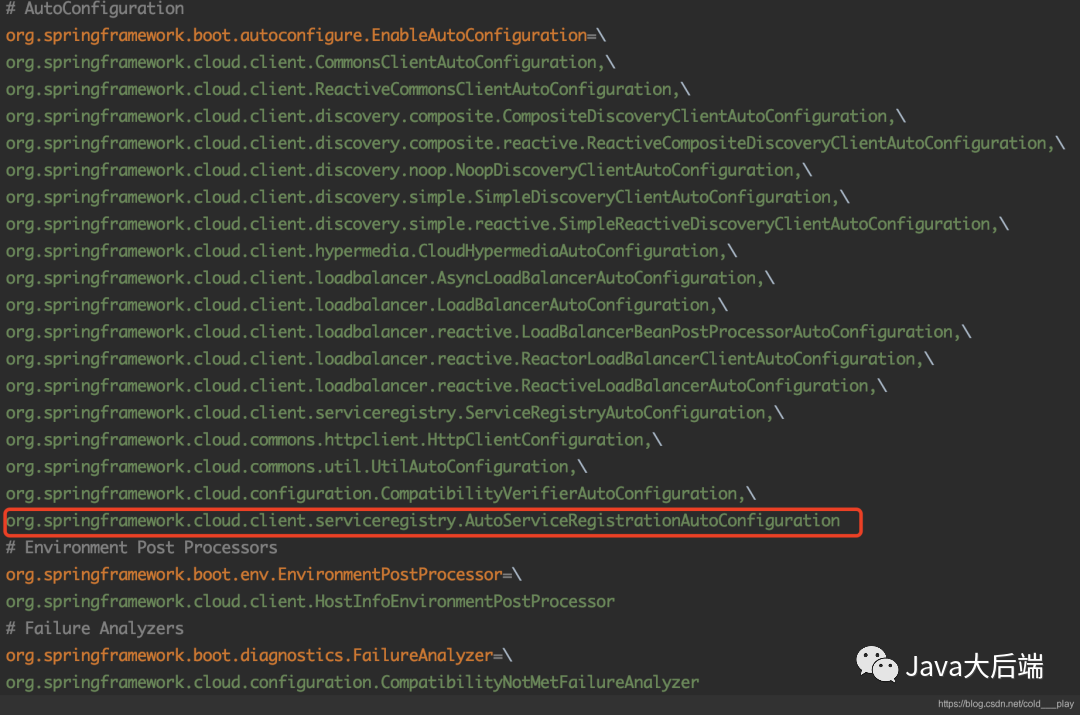 # AutoConfiguration
org.springframework.boot.autoconfigure.EnableAutoConfiguration=\
org.springframework.cloud.client.CommonsClientAutoConfiguration,\
org.springframework.cloud.client.ReactiveCommonsClientAutoConfiguration,\
org.springframework.cloud.client.discovery.composite.CompositeDiscoveryClientAutoConfiguration,\
org.springframework.cloud.client.discovery.composite.reactive.ReactiveCompositeDiscoveryClientAutoConfiguration,\
org.springframework.cloud.client.discovery.noop.NoopDiscoveryClientAutoConfiguration,\
org.springframework.cloud.client.discovery.simple.SimpleDiscoveryClientAutoConfiguration,\
org.springframework.cloud.client.discovery.simple.reactive.SimpleReactiveDiscoveryClientAutoConfiguration,\
org.springframework.cloud.client.hypermedia.CloudHypermediaAutoConfiguration,\
org.springframework.cloud.client.loadbalancer.AsyncLoadBalancerAutoConfiguration,\
org.springframework.cloud.client.loadbalancer.LoadBalancerAutoConfiguration,\
org.springframework.cloud.client.loadbalancer.reactive.LoadBalancerBeanPostProcessorAutoConfiguration,\
org.springframework.cloud.client.loadbalancer.reactive.ReactorLoadBalancerClientAutoConfiguration,\
org.springframework.cloud.client.loadbalancer.reactive.ReactiveLoadBalancerAutoConfiguration,\
org.springframework.cloud.client.serviceregistry.ServiceRegistryAutoConfiguration,\
org.springframework.cloud.commons.httpclient.HttpClientConfiguration,\
org.springframework.cloud.commons.util.UtilAutoConfiguration,\
org.springframework.cloud.configuration.CompatibilityVerifierAutoConfiguration,\
org.springframework.cloud.client.serviceregistry.AutoServiceRegistrationAutoConfiguration
# Environment Post Processors
org.springframework.boot.env.EnvironmentPostProcessor=\
org.springframework.cloud.client.HostInfoEnvironmentPostProcessor
# Failure Analyzers
org.springframework.boot.diagnostics.FailureAnalyzer=\
org.springframework.cloud.configuration.CompatibilityNotMetFailureAnalyzer
Java大后端
https://blog.csdn.net/cold___play